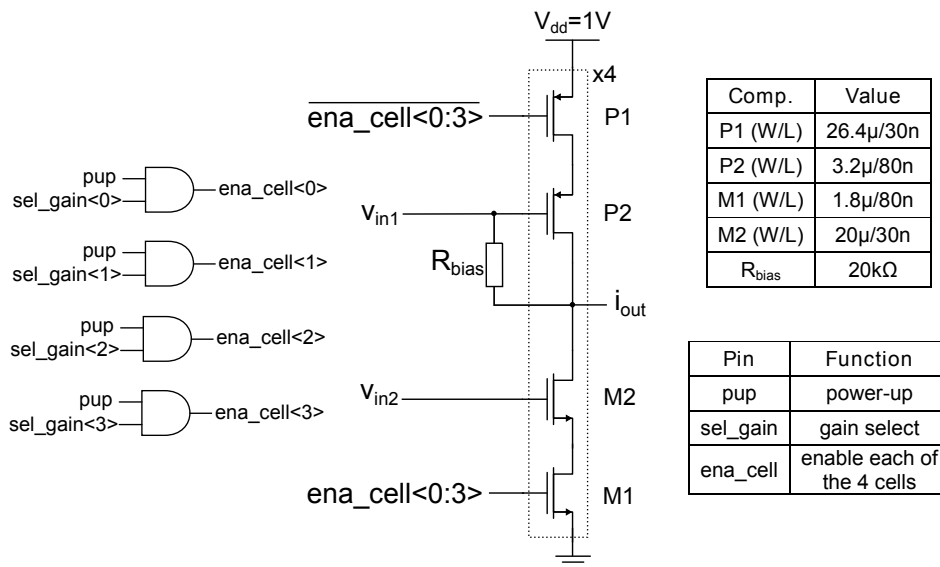 V_dd=1V
x4
ena_cell<0:3>
P1
pup
sel_gain<0>
ena_cell<0>
v_in1
P2
pup
sel_gain<1>
ena_cell<1>
R_bias
i_out
pup
sel_gain<2>
ena_cell<2>
v_in2
M2
pup
sel_gain<3>
ena_cell<3>
ena_cell<0:3>
M1
Comp. Value
P1 (W/L) 26.4µ/30n
P2 (W/L) 3.2µ/80n
M1 (W/L) 1.8µ/80n
M2 (W/L) 20µ/30n
R_bias 20kΩ
Pin Function
pup power-up
sel_gain gain select
ena_cell enable each of
the 4 cells